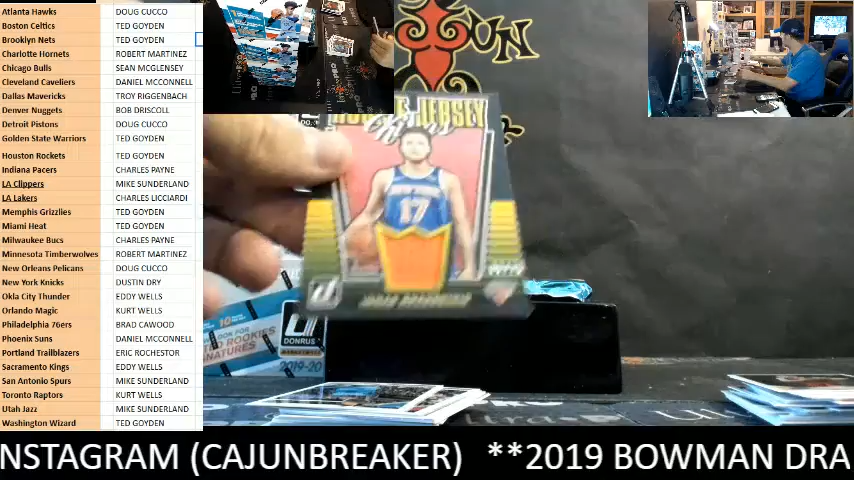 Atlanta Hawks DOUG CUCCO
Boston Celtics TED GOYDEN
Brooklyn Nets TED GOYDEN
Charlotte Hornets ROBERT MARTINEZ
Chicago Bulls SEAN MCGLENSEY
Cleveland Cavaliers DANIEL MCCONNELL
Dallas Mavericks TROY RIGGENBACH
Denver Nuggets BOB DRISCOLL
Detroit Pistons DOUG CUCCO
Golden State Warriors TED GOYDEN
Houston Rockets TED GOYDEN
Indiana Pacers CHARLES PAYNE
LA Clippers MIKE SUNDERLAND
LA Lakers CHARLES LICCIARDI
Memphis Grizzlies TED GOYDEN
Miami Heat TED GOYDEN
Milwaukee Bucs CHARLES PAYNE
Minnesota Timberwolves ROBERT MARTINEZ
New Orleans Pelicans DOUG CUCCO
New York Knicks DUSTIN DRY
Okla City Thunder EDDY WELLS
Orlando Magic KURT WELLS
Philadelphia 76ers BRAD CAWOOD
Phoenix Suns DANIEL MCCONNELL
Portland Trailblazers ERIC ROCHESTOR
Sacramento Kings EDDY WELLS
San Antonio Spurs MIKE SUNDERLAND
Toronto Raptors KURT WELLS
Utah Jazz MIKE SUNDERLAND
Washington Wizard TED GOYDEN
UN
JERSEY
17
DONRUS
2019-20
NSTAGRAM (CAJUNBREAKER) **2019 BOWMAN DRA